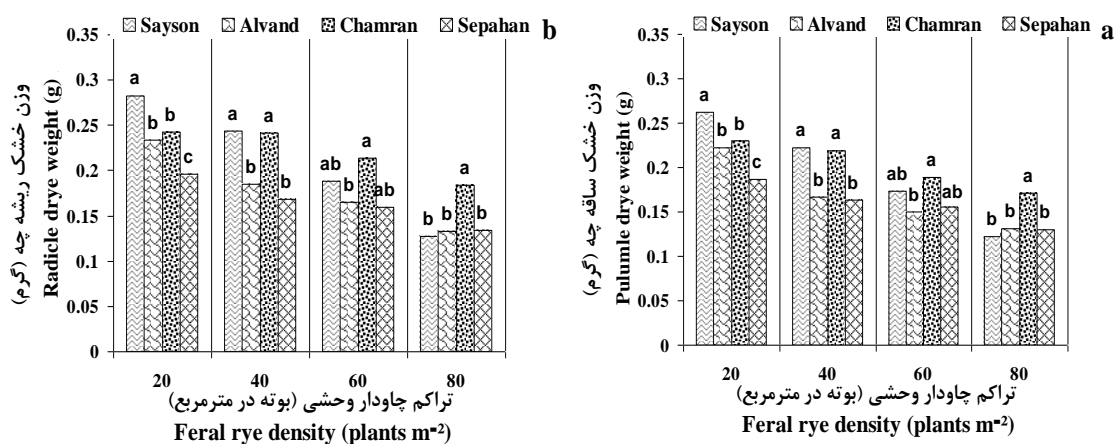 Sayson Alvand Chamran Sepahan b
0.35
0.3
0.25
0.2
0.15
0.1
0.05
0
وزن خشک ریشه چه (گرم)
Radicle drye weight (g)
a b b c
a b a b
ab b a ab
b b a b
20 40 60 80
تراکم چاودار وحشی (بوته در مترمربع)
Feral rye density (plants m⁻²)
Sayson Alvand Chamran Sepahan a
0.35
0.3
0.25
0.2
0.15
0.1
0.05
0
وزن خشک ساقه چه (گرم)
Pulumle drye weight (g)
a b b c
a b a b
ab b a ab
b b a b
20 40 60 80
تراکم چاودار وحشی (بوته در مترمربع)
Feral rye density (plants m⁻²)